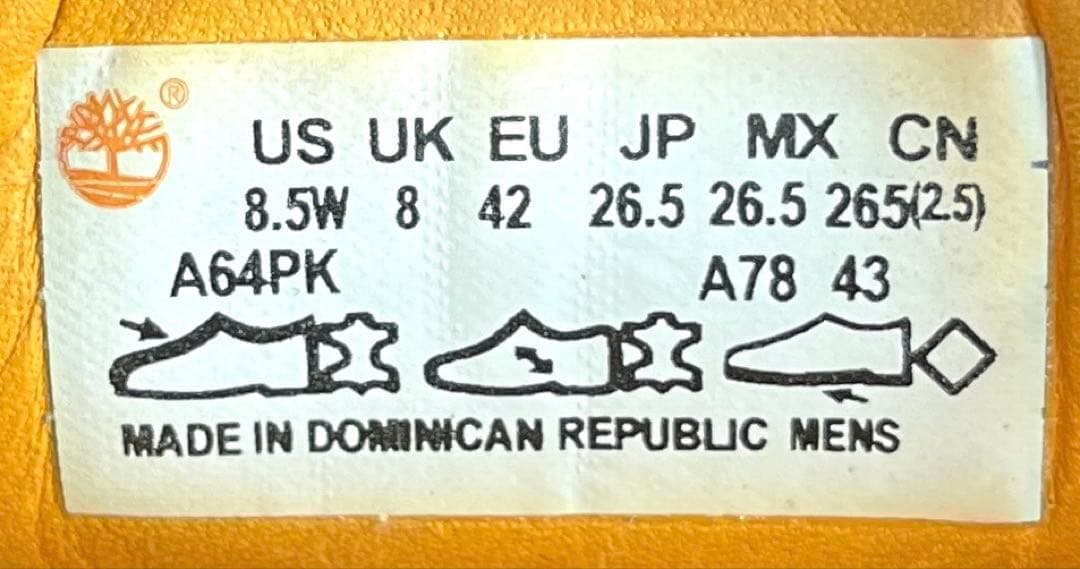 ®
US UK EU JP MX CN
8.5W 8 42 26.5 26.5 265(2.5)
A64PK A78 43
MADE IN DOMINICAN REPUBLIC MENS